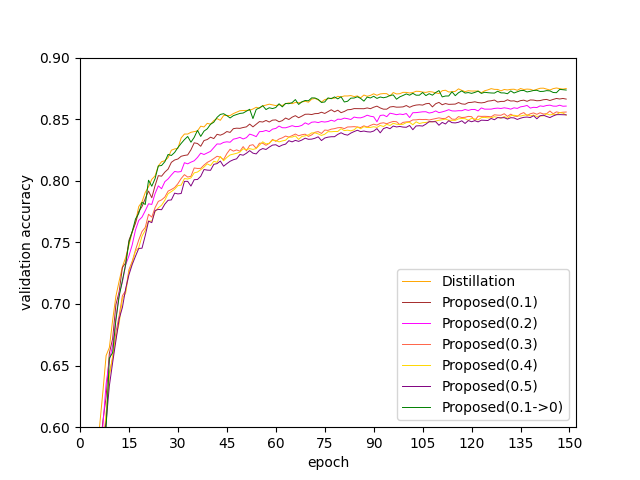 0.90
0.85
0.80
0.75
0.70
0.65
0.60
validation accuracy
Distillation
Proposed(0.1)
Proposed(0.2)
Proposed(0.3)
Proposed(0.4)
Proposed(0.5)
Proposed(0.1->0)
0 15 30 45 60 75 90 105 120 135 150
epoch